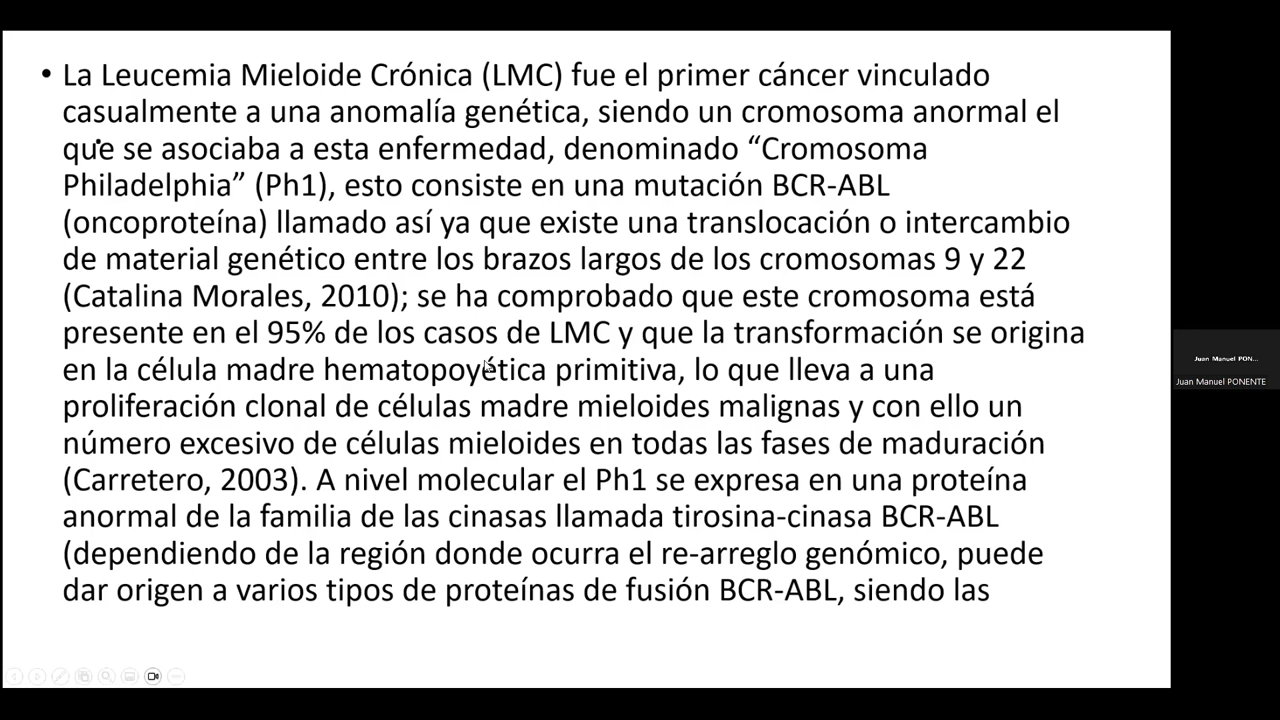 • La Leucemia Mieloide Crónica (LMC) fue el primer cáncer vinculado
casualmente a una anomalía genética, siendo un cromosoma anormal el
que se asociaba a esta enfermedad, denominado “Cromosoma
Philadelphia” (Ph1), esto consiste en una mutación BCR-ABL
(oncoproteína) llamado así ya que existe una translocación o intercambio
de material genético entre los brazos largos de los cromosomas 9 y 22
(Catalina Morales, 2010); se ha comprobado que este cromosoma está
presente en el 95% de los casos de LMC y que la transformación se origina
en la célula madre hematopoyética primitiva, lo que lleva a una
proliferación clonal de células madre mieloides malignas y con ello un
número excesivo de células mieloides en todas las fases de maduración
(Carretero, 2003). A nivel molecular el Ph1 se expresa en una proteína
anormal de la familia de las cinasas llamada tirosina-cinasa BCR-ABL
(dependiendo de la región donde ocurra el re-arreglo genómico, puede
dar origen a varios tipos de proteínas de fusión BCR-ABL, siendo las
Juan Manuel PON...
Juan Manuel PONENTE